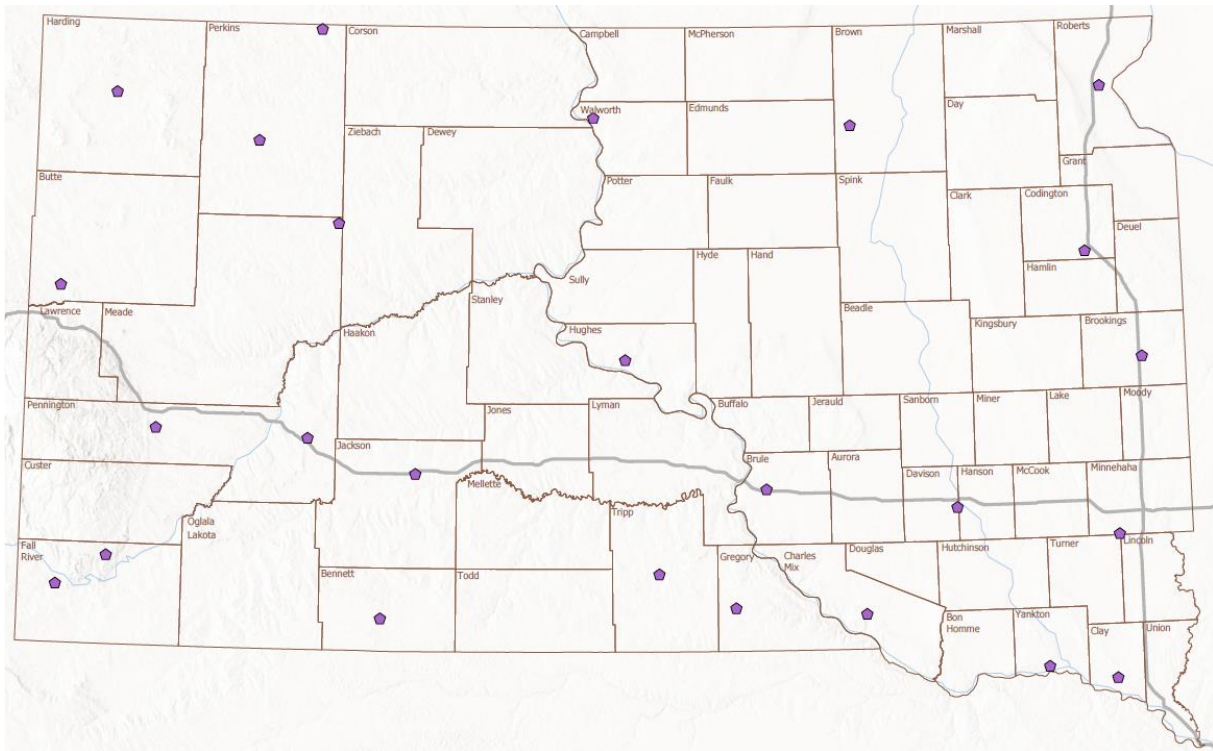 Harding
Perkins
Corson
Campbell
McPherson
Brown
Marshall
Roberts
Walworth
Edmunds
Day
Ziebach
Dewey
Grant
Butte
Potter
Faulk
Spink
Clark
Codington
Deuel
Sully
Hyde
Hand
Hamlin
Stanley
Lawrence
Meade
Haakon
Hughes
Beadle
Kingsbury
Brookings
Pennington
Jones
Lyman
Buffalo
Jerauld
Sanborn
Miner
Lake
Moody
Jackson
Custer
Mellette
Brule
Aurora
Davison
Hanson
McCook
Minnehaha
Oglala
Lakota
Tripp
Fall
River
Gregory
Charles
Mix
Douglas
Hutchinson
Turner
Lincoln
Bennett
Todd
Bon
Homme
Yankton
Clay
Union